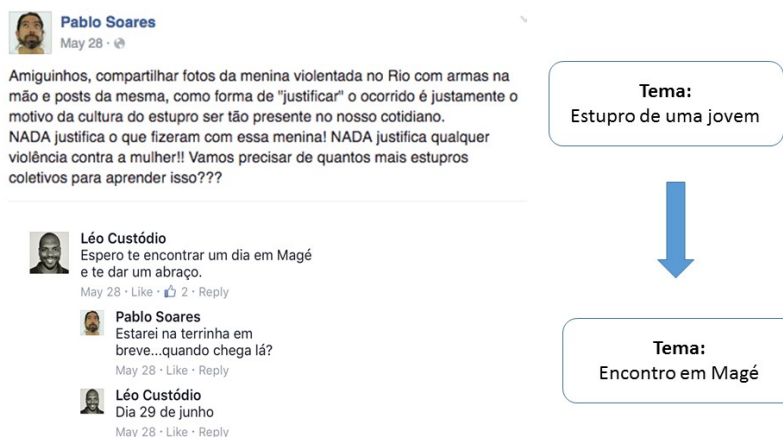 Pablo Soares
May 28 ·
Amiguinhos, compartilhar fotos da menina violentada no Rio com armas na
mão e posts da mesma, como forma de "justificar" o ocorrido é justamente o
motivo da cultura do estupro ser tão presente no nosso cotidiano.
NADA justifica o que fizeram com essa menina! NADA justifica qualquer
violência contra a mulher!! Vamos precisar de quantos mais estupros
coletivos para aprender isso???
Léo Custódio
Espero te encontrar um dia em Magé
e te dar um abraço.
May 28 · Like · 2 · Reply
Pablo Soares
Estarei na terrinha em
breve...quando chega lá?
May 28 · Like · Reply
Léo Custódio
Dia 29 de junho
May 28 · Like · Reply
Tema:
Estupro de uma jovem
Tema:
Encontro em Magé